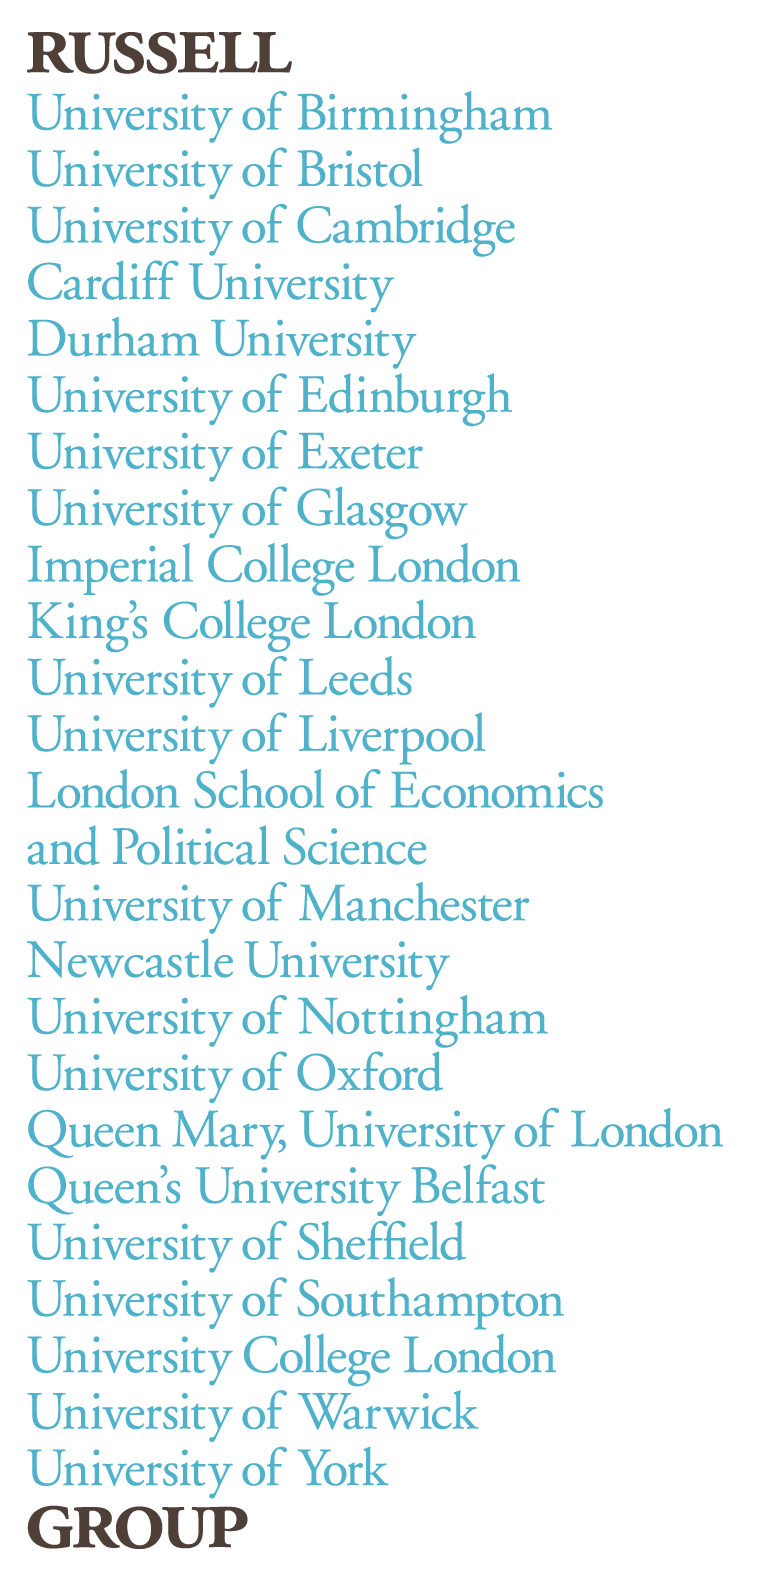 RUSSELL
University of Birmingham
University of Bristol
University of Cambridge
Cardiff University
Durham University
University of Edinburgh
University of Exeter
University of Glasgow
Imperial College London
King’s College London
University of Leeds
University of Liverpool
London School of Economics
and Political Science
University of Manchester
Newcastle University
University of Nottingham
University of Oxford
Queen Mary, University of London
Queen’s University Belfast
University of Sheffield
University of Southampton
University College London
University of Warwick
University of York
GROUP